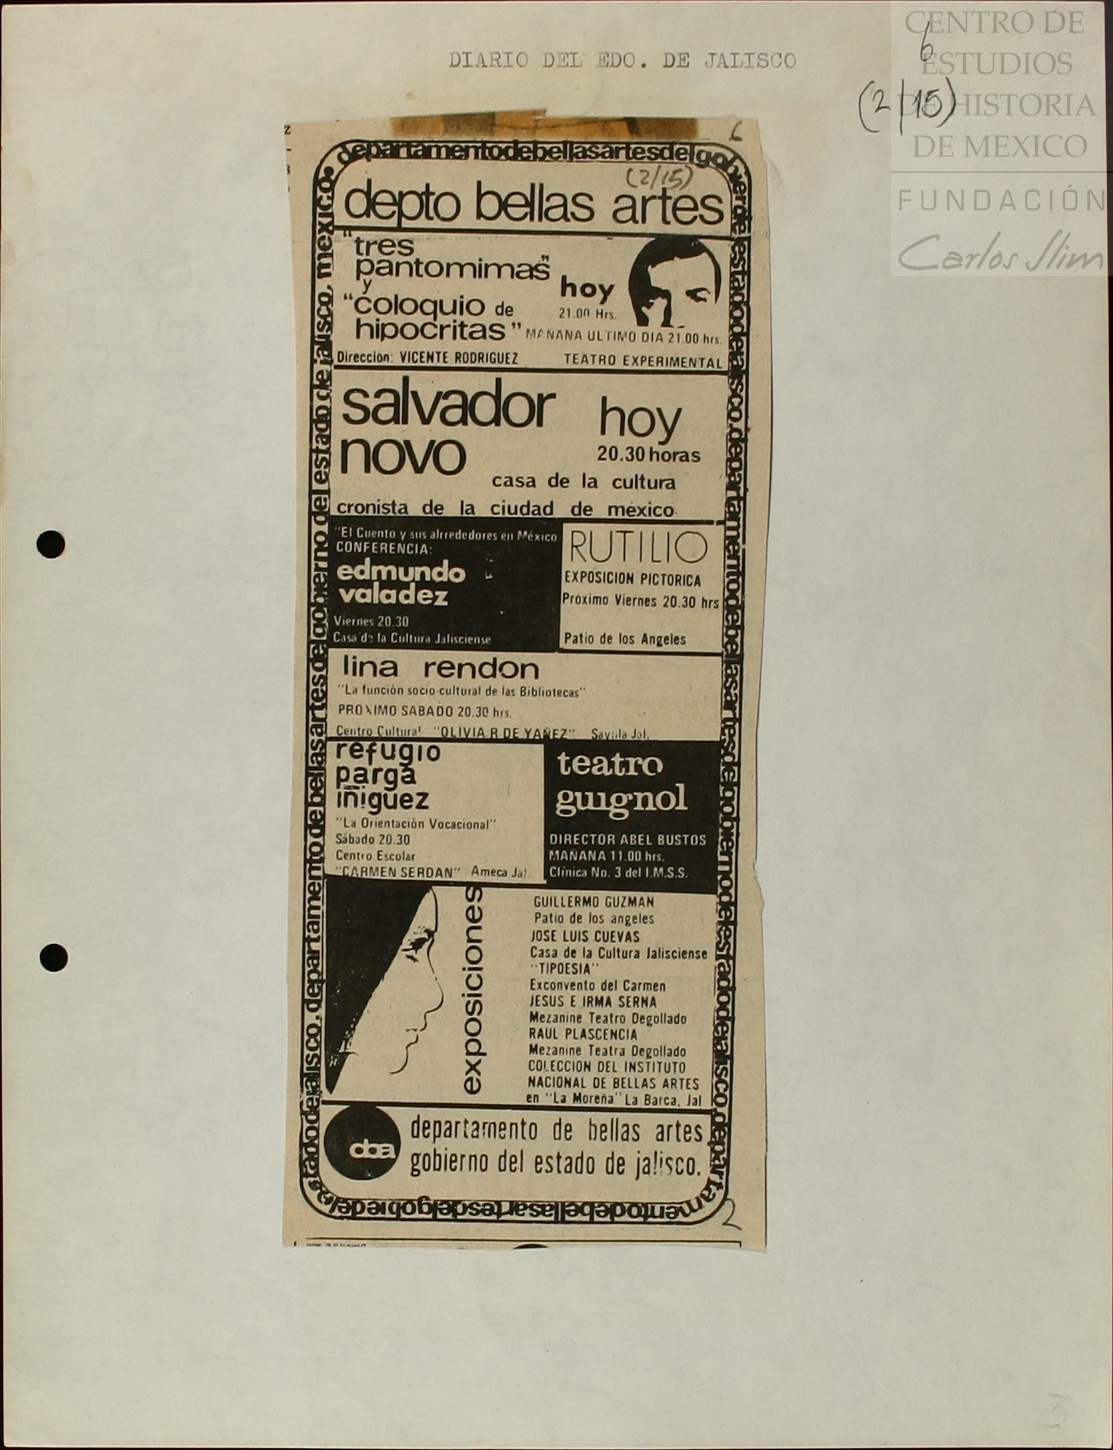 DIARIO DEL EDO. DE JALISCO
6
(2/15)
CENTRO DE
ESTUDIOS
DE HISTORIA
DE MEXICO
FUNDACIÓN
Carlos Slim
6
departamentodebellasartesdelgobiernodelestadodejalisco.departamentodebellasartesdelgobiernodelestadodejalisco.departamentodebellasartesdelgobiernodelestadodejalisco.departamentodebellasartesdelgobiernodelestadodejalisco, mexico.
(2/15)
depto bellas artes
"tres
pantomimas"
y
"coloquio de
hipocritas"
hoy
21.00 Hrs.
MAÑANA ULTIMO DIA 21.00 hrs.
Dirección: VICENTE RODRIGUEZ
TEATRO EXPERIMENTAL
salvador
novo
hoy
20.30 horas
casa de la cultura
cronista de la ciudad de méxico
"El Cuento y sus alrrededores en México
CONFERENCIA:
edmundo
valadez
Viernes 20.30
Casa de la Cultura Jalisciense
RUTILIO
EXPOSICION PICTORICA
Próximo Viernes 20.30 hrs
Patio de los Angeles
lina rendon
"La función socio-cultural de las Bibliotecas"
PROXIMO SABADO 20.30 hrs.
Centro Cultural "OLIVIA R DE YAÑEZ" Sayula Jal.
refugio
parga
iñiguez
"La Orientación Vocacional"
Sábado 20.30
Centro Escolar
"CARMEN SERDAN" Ameca Jal.
teatro
guignol
DIRECTOR ABEL BUSTOS
MAÑANA 11.00 hrs.
Clínica No. 3 del I.M.S.S.
exposiciones
GUILLERMO GUZMAN
Patio de los angeles
JOSE LUIS CUEVAS
Casa de la Cultura Jalisciense
"TIPOESIA"
Exconvento del Carmen
JESUS E IRMA SERNA
Mezanine Teatro Degollado
RAUL PLASCENCIA
Mezanine Teatra Degollado
COLECCION DEL INSTITUTO
NACIONAL DE BELLAS ARTES
en "La Moreña" La Barca, Jal
dba
departamento de bellas artes
gobierno del estado de jalisco.
2
3